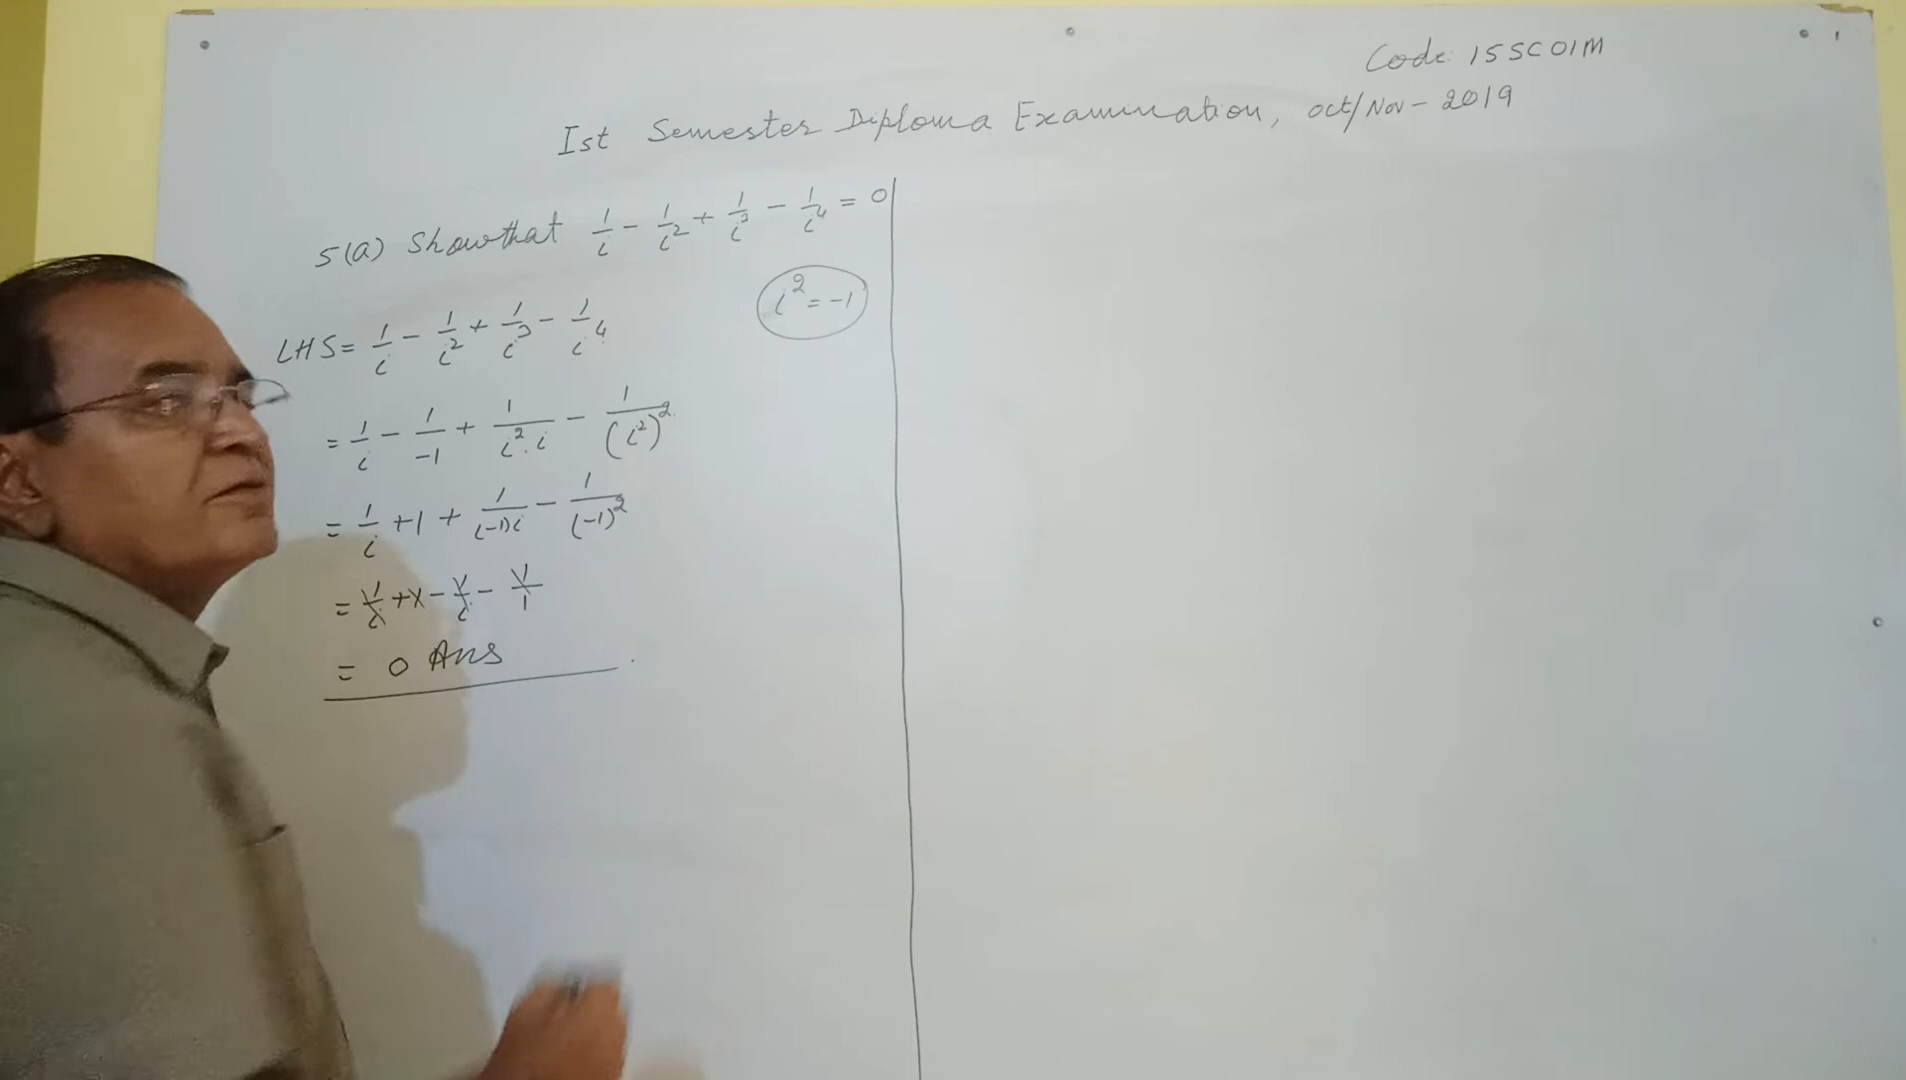 Code: 15SC01M
Ist Semester Diploma Examination, oct/Nov-2019
5(a) Show that 1/i - 1/i² + 1/i³ - 1/i⁴ = 0
i² = -1
LHS = 1/i - 1/i² + 1/i³ - 1/i⁴
= 1/i - 1/-1 + 1/i².i - 1/(i²)²
= 1/i + 1 + 1/(-1)i - 1/(-1)²
= 1/i + 1 - 1/i - 1/1
= 0 Ans